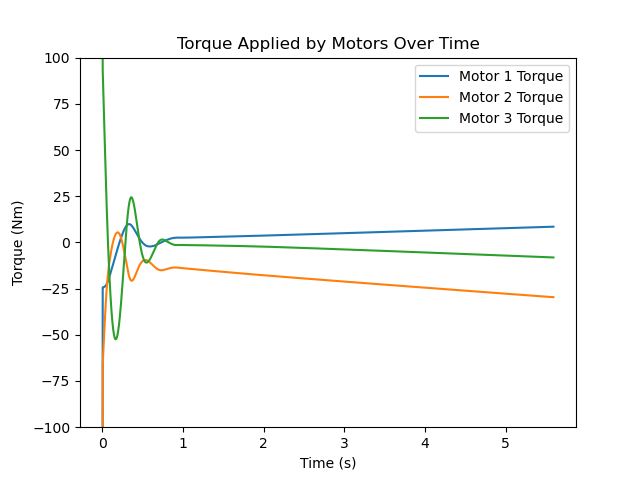 Torque Applied by Motors Over Time
Motor 1 Torque
Motor 2 Torque
Motor 3 Torque
Torque (Nm)
100
75
50
25
0
−25
−50
−75
−100
0 1 2 3 4 5
Time (s)